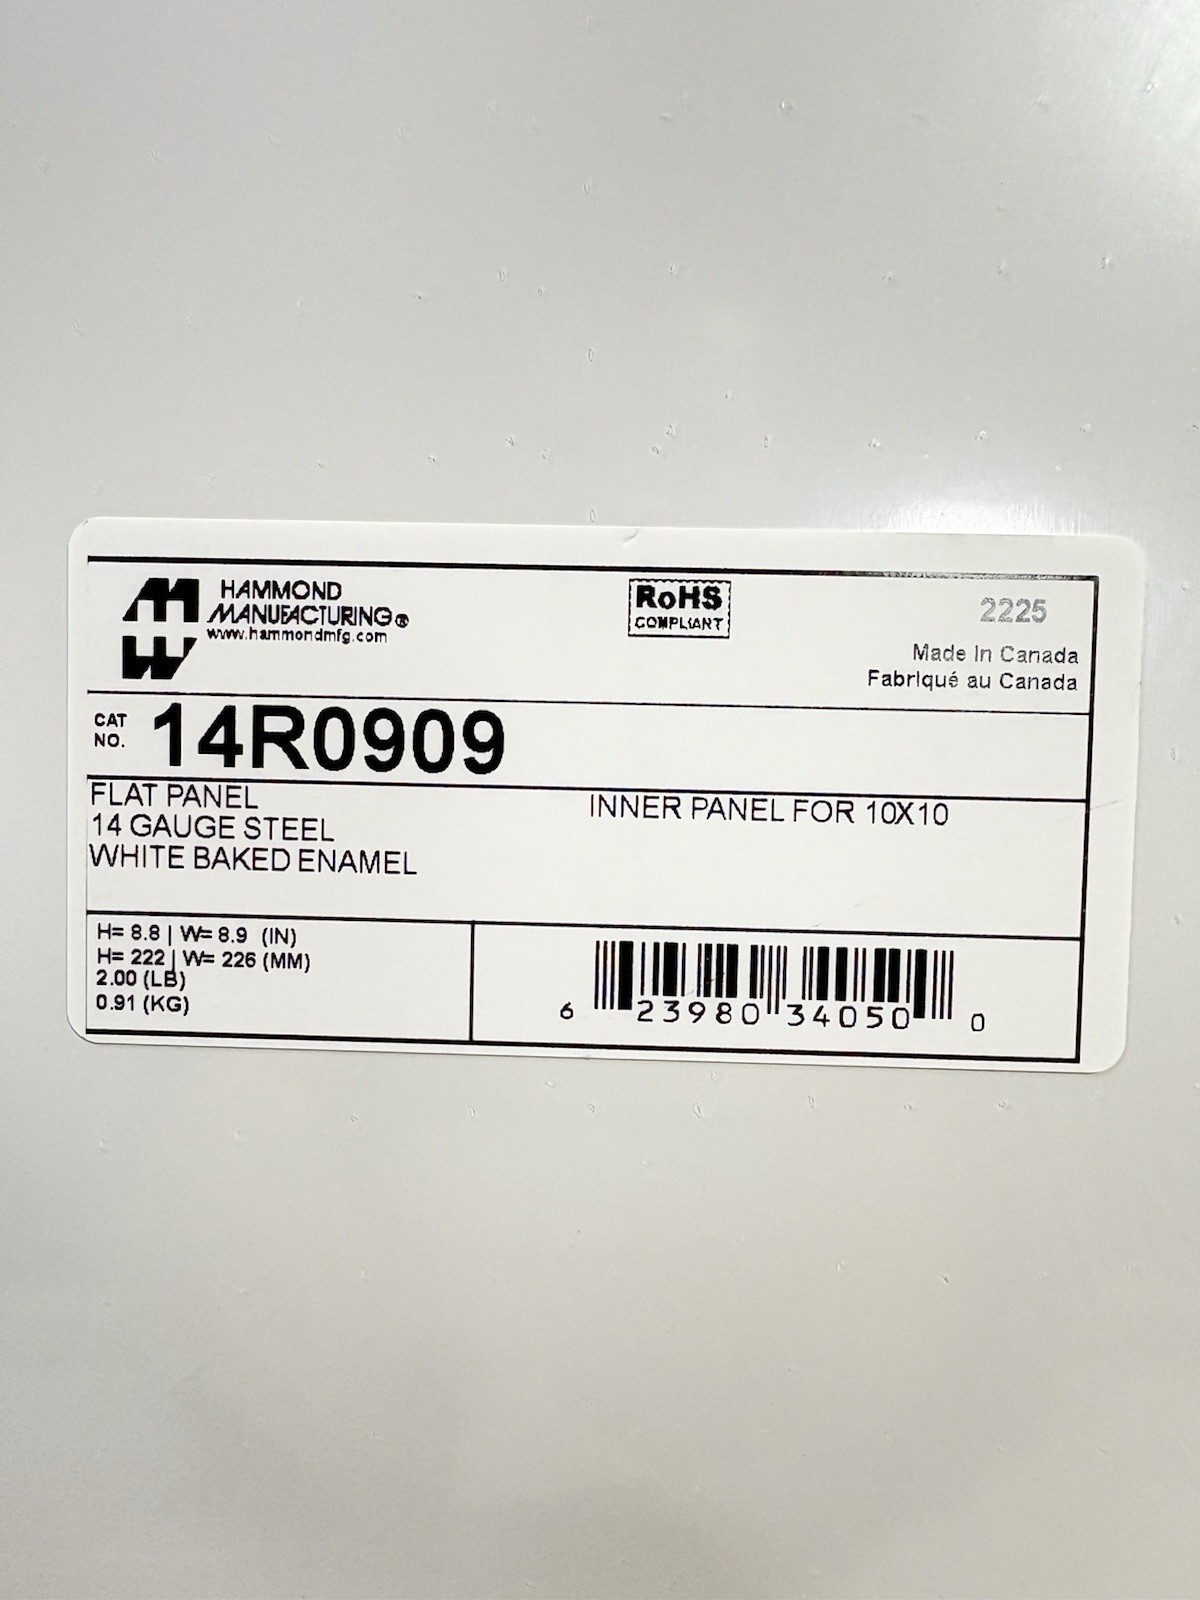 HAMMOND
MANUFACTURING®
www.hammondmfg.com
RoHS
COMPLIANT
2225
Made In Canada
Fabriqué au Canada
CAT
NO.
14R0909
FLAT PANEL
14 GAUGE STEEL
WHITE BAKED ENAMEL
INNER PANEL FOR 10X10
H= 8.8 | W= 8.9 (IN)
H= 222 | W= 226 (MM)
2.00 (LB)
0.91 (KG)
6 23980 34050 0